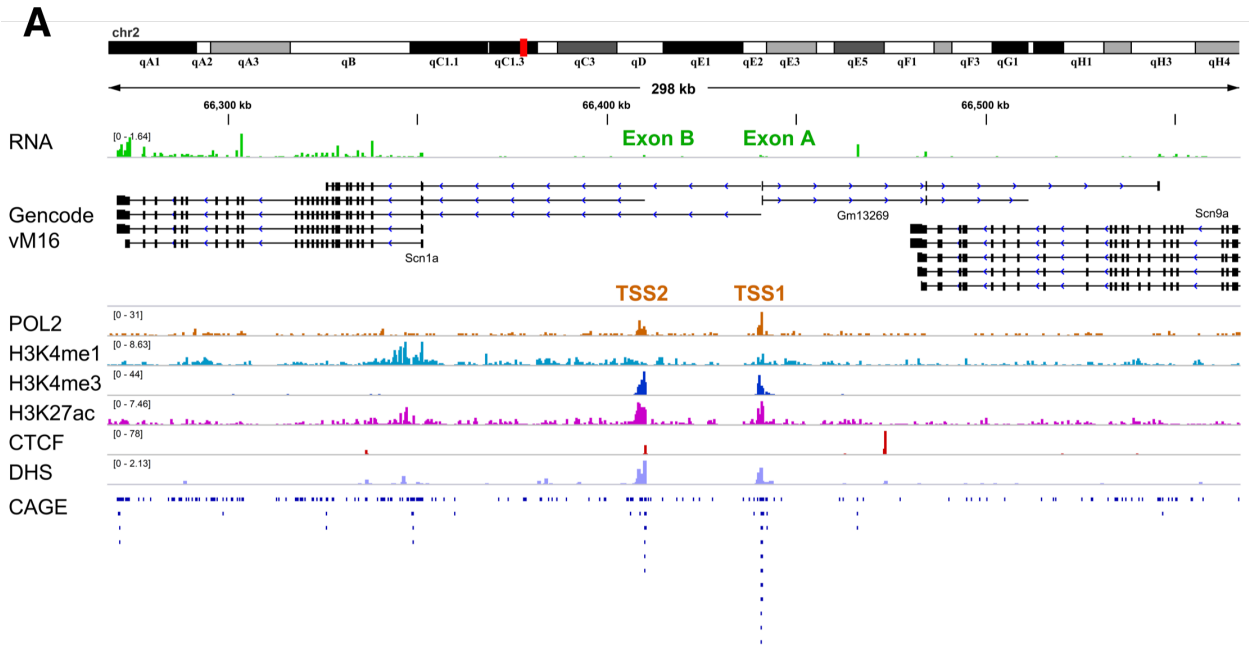 A
chr2
qA1 qA2 qA3 qB qC1.1 qC1.3 qC3 qD qE1 qE2 qE3 qE5 qF1 qF3 qG1 qH1 qH3 qH4
298 kb
66,300 kb 66,400 kb 66,500 kb
RNA [0 - 1.64] Exon B Exon A
Gencode
vM16
Gm13269 Scn9a
Scn1a
TSS2 TSS1
POL2 [0 - 31]
H3K4me1 [0 - 8.63]
H3K4me3 [0 - 44]
H3K27ac [0 - 7.46]
CTCF [0 - 78]
DHS [0 - 2.13]
CAGE